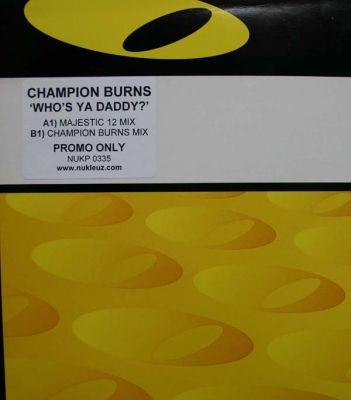 CHAMPION BURNS
'WHO'S YA DADDY?'
A1) MAJESTIC 12 MIX
B1) CHAMPION BURNS MIX
PROMO ONLY
NUKP 0335
www.nukleuz.com